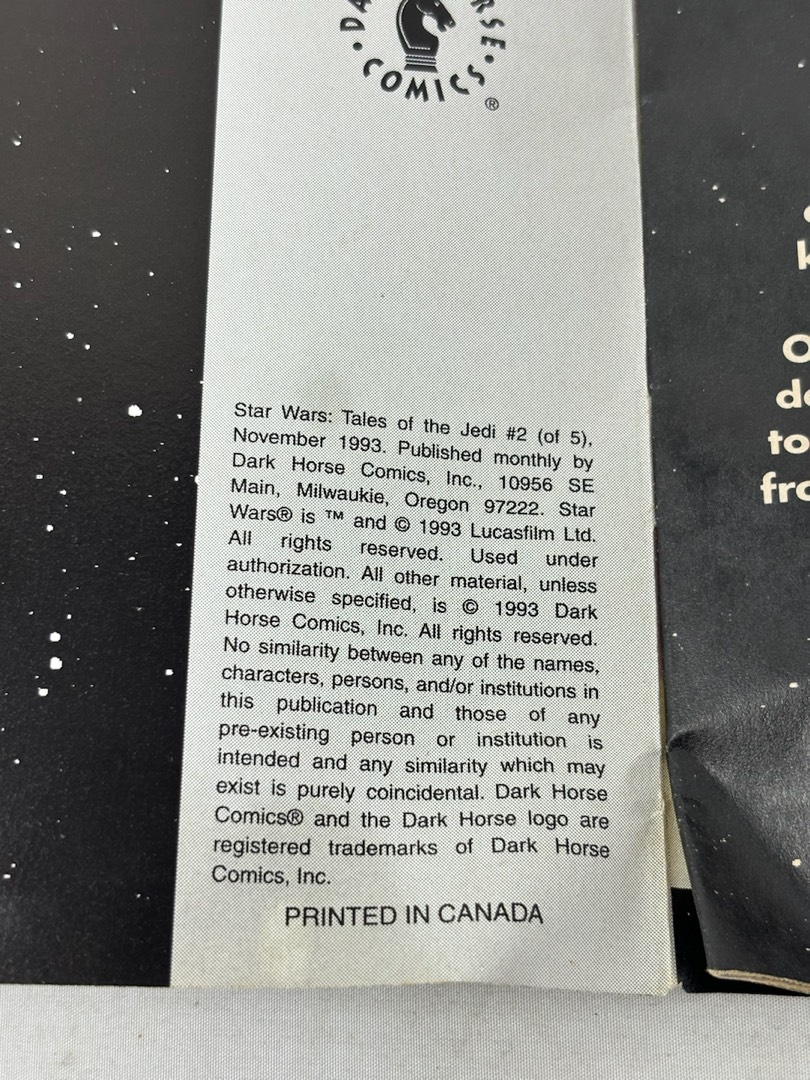 COMICS
®
Star Wars: Tales of the Jedi #2 (of 5),
November 1993. Published monthly by
Dark Horse Comics, Inc., 10956 SE
Main, Milwaukie, Oregon 97222. Star
Wars® is ™ and © 1993 Lucasfilm Ltd.
All rights reserved. Used under
authorization. All other material, unless
otherwise specified, is © 1993 Dark
Horse Comics, Inc. All rights reserved.
No similarity between any of the names,
characters, persons, and/or institutions in
this publication and those of any
pre-existing person or institution is
intended and any similarity which may
exist is purely coincidental. Dark Horse
Comics® and the Dark Horse logo are
registered trademarks of Dark Horse
Comics, Inc.
PRINTED IN CANADA
to